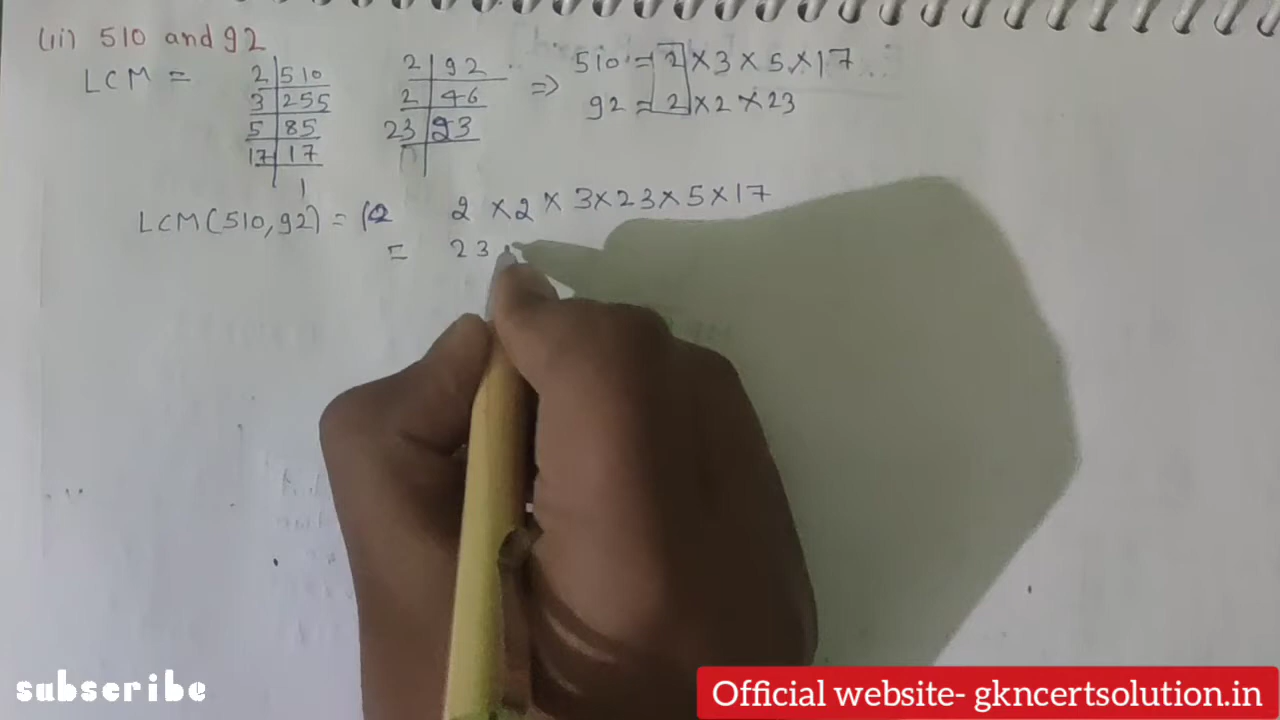 (ii) 510 and 92
LCM =
2 | 510
3 | 255
5 | 85
17 | 17
1
2 | 92
2 | 46
23 | 23
=> 510 = 2 × 3 × 5 × 17
92 = 2 × 2 × 23
LCM (510, 92) = 2 × 2 × 3 × 23 × 5 × 17
= 23
subscribe
Official website- gkncertsolution.in